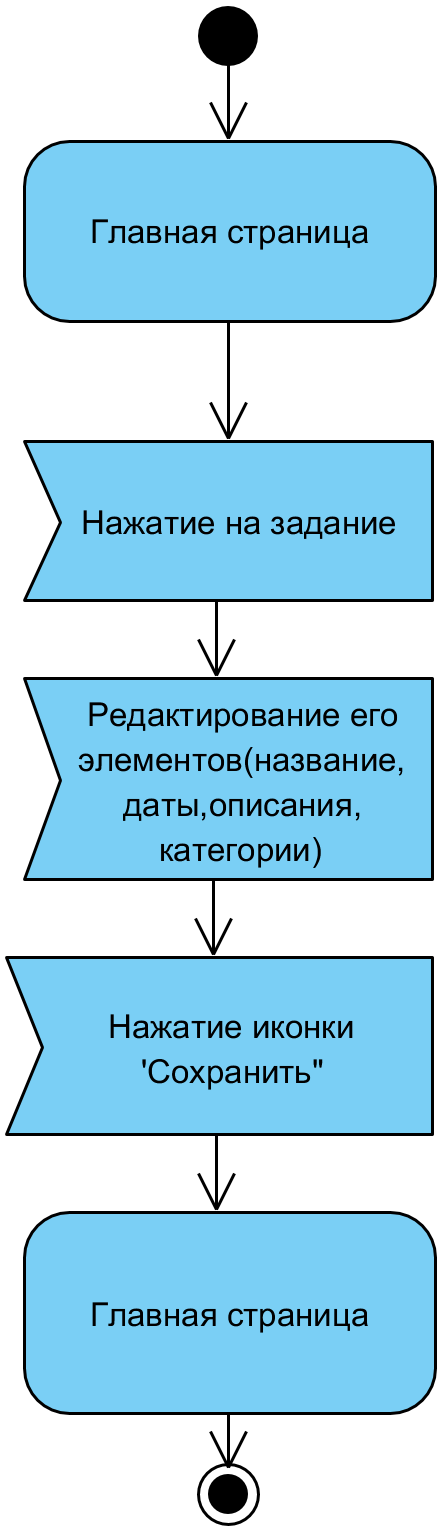 Главная страница
Нажатие на задание
Редактирование его
элементов(название,
даты,описания,
категории)
Нажатие иконки
'Сохранить"
Главная страница